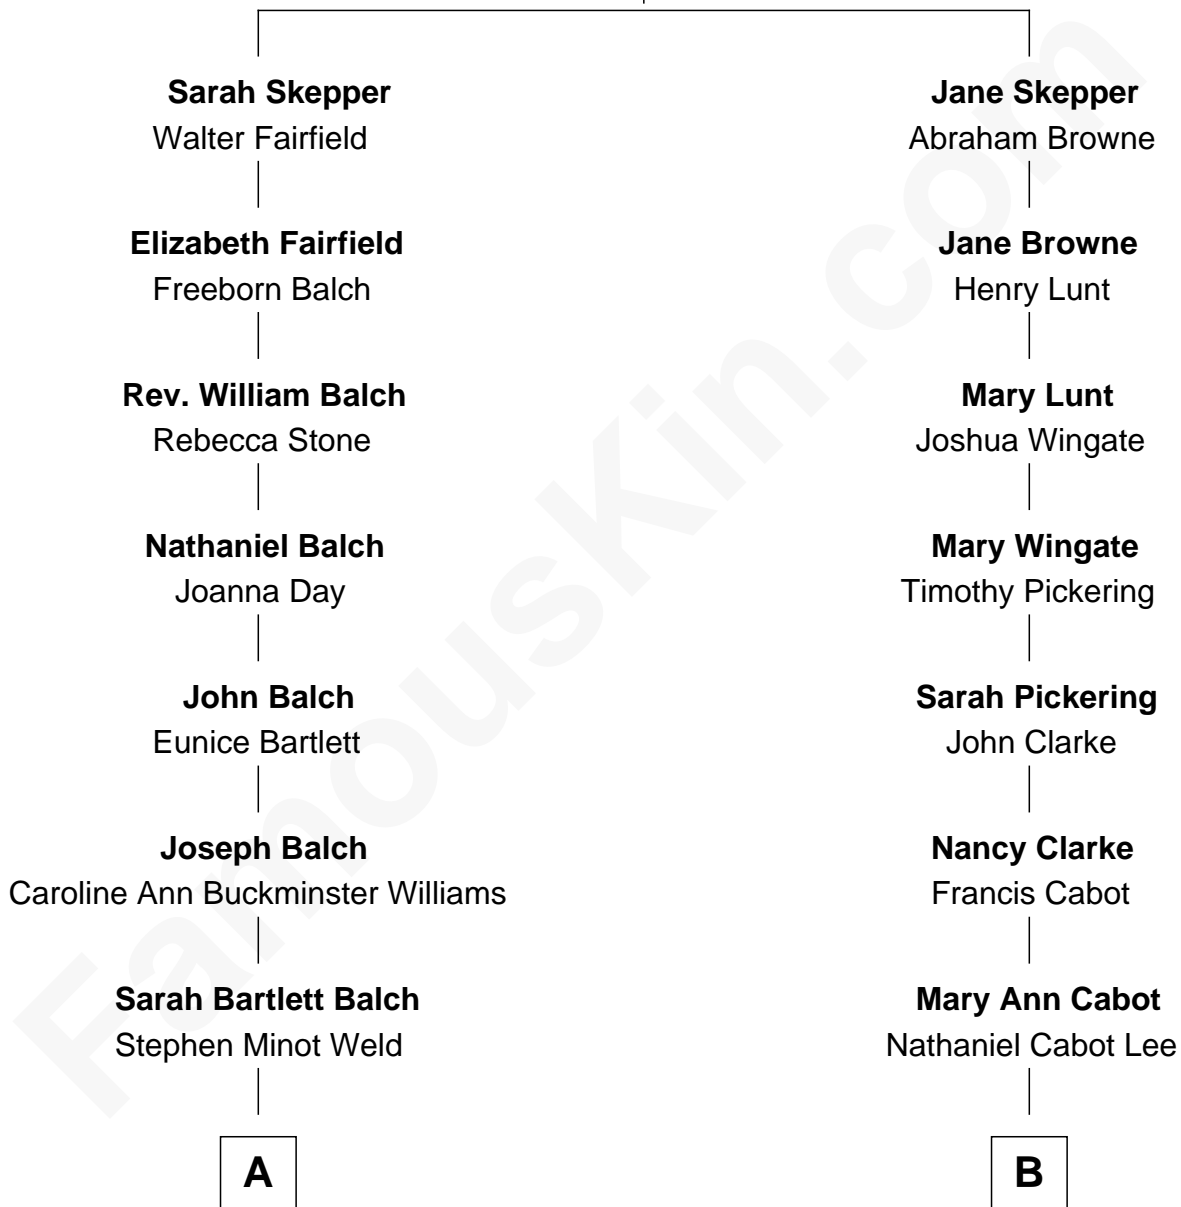 Sarah Skepper
Walter Fairfield
Elizabeth Fairfield
Freeborn Balch
Rev. William Balch
Rebecca Stone
Nathaniel Balch
Joanna Day
John Balch
Eunice Bartlett
Joseph Balch
Caroline Ann Buckminster Williams
Sarah Bartlett Balch
Stephen Minot Weld
A
Jane Skepper
Abraham Browne
Jane Browne
Henry Lunt
Mary Lunt
Joshua Wingate
Mary Wingate
Timothy Pickering
Sarah Pickering
John Clarke
Nancy Clarke
Francis Cabot
Mary Ann Cabot
Nathaniel Cabot Lee
B
FamousKin.com